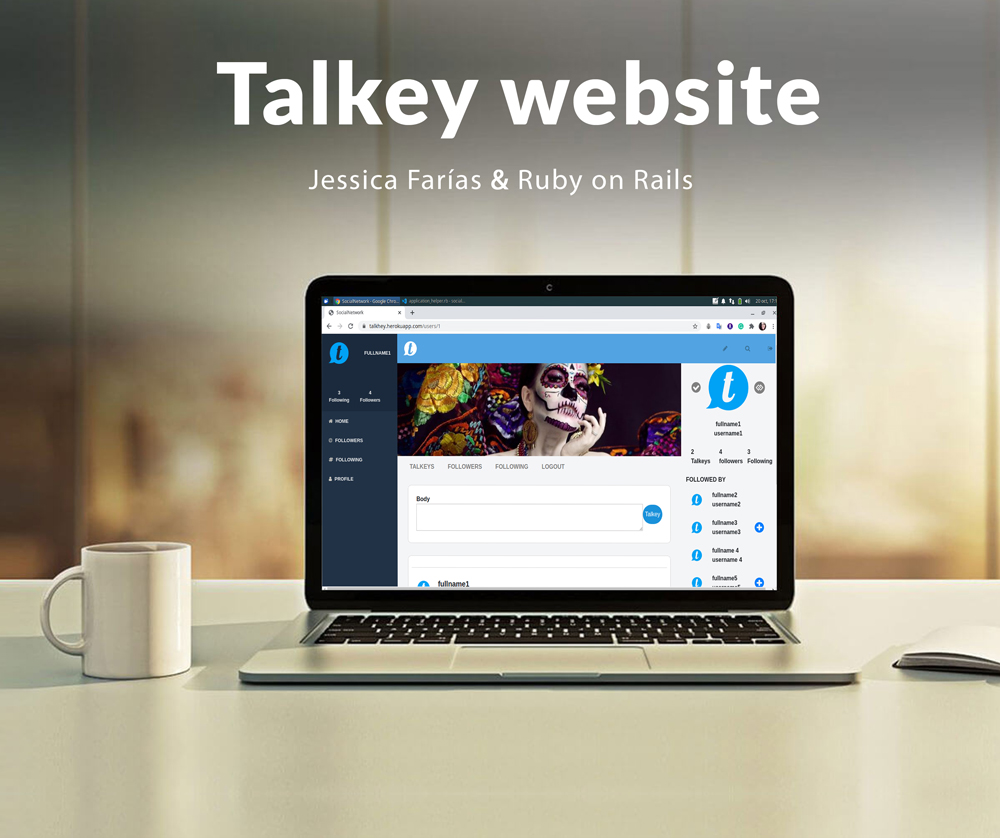 Talkey website
Jessica Farías & Ruby on Rails
SocialNetwork - Google Chro...
application_helper.rb - social...
20 oct, 17:1
SocialNetwork
talkhey.herokuapp.com/users/1
t
FULLNAME1
3
Following
4
Followers
HOME
FOLLOWERS
FOLLOWING
PROFILE
t
TALKEYS FOLLOWERS FOLLOWING LOGOUT
Body
Talkey
fullname1
t
fullname1
username1
2
Talkeys
4
followers
3
Following
FOLLOWED BY
fullname2
username2
fullname3
username3
fullname 4
username 4
fullname5